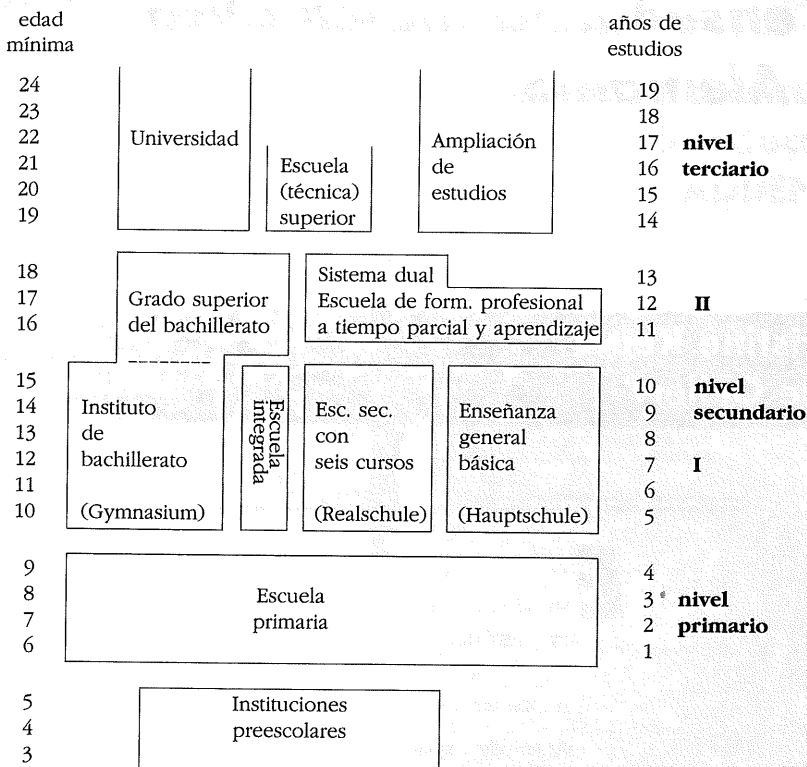 edad
mínima
años de
estudios
24
23
22
21
20
19
Universidad
Escuela
(técnica)
superior
Ampliación
de
estudios
19
18
17 nivel
16 terciario
15
14
18
17
16
Grado superior
del bachillerato
Sistema dual
Escuela de form. profesional
a tiempo parcial y aprendizaje
13
12 II
11
15
14
13
12
11
10
Instituto
de
bachillerato
(Gymnasium)
Escuela
integrada
Esc. sec.
con
seis cursos
(Realschule)
Enseñanza
general
básica
(Hauptschule)
10 nivel
9 secundario
8
7 I
6
5
9
8
7
6
Escuela
primaria
4
3 nivel
2 primario
1
5
4
3
Instituciones
preescolares